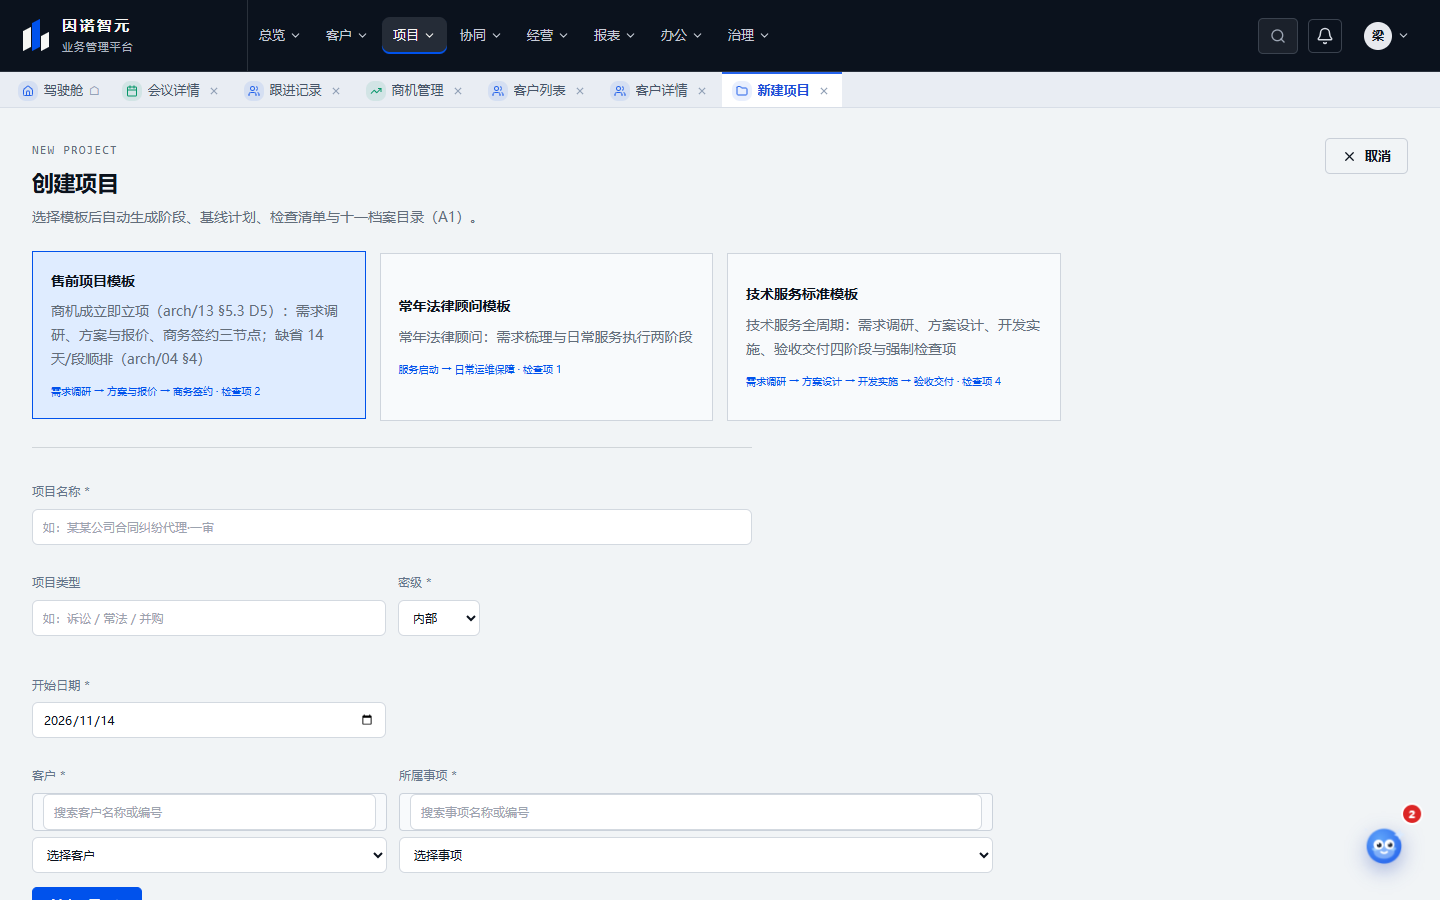 因诺智元
业务管理平台
总览
客户
项目
协同
经营
报表
办公
治理
梁
驾驶舱
会议详情
跟进记录
商机管理
客户列表
客户详情
新建项目
NEW PROJECT
取消
创建项目
选择模板后自动生成阶段、基线计划、检查清单与十一档案目录（A1）。
售前项目模板
商机成立即立项（arch/13 §5.3 D5）：需求调
研、方案与报价、商务签约三节点；缺省 14
天/段顺排（arch/04 §4）
需求调研 → 方案与报价 → 商务签约 · 检查项 2
常年法律顾问模板
常年法律顾问：需求梳理与日常服务执行两阶段
服务启动 → 日常运维保障 · 检查项 1
技术服务标准模板
技术服务全周期：需求调研、方案设计、开发实
施、验收交付四阶段与强制检查项
需求调研 → 方案设计 → 开发实施 → 验收交付 · 检查项 4
项目名称 *
如：某某公司合同纠纷代理·一审
项目类型
密级 *
如：诉讼 / 常法 / 并购
内部
开始日期 *
2026/11/14
客户 *
所属事项 *
搜索客户名称或编号
搜索事项名称或编号
选择客户
选择事项
2